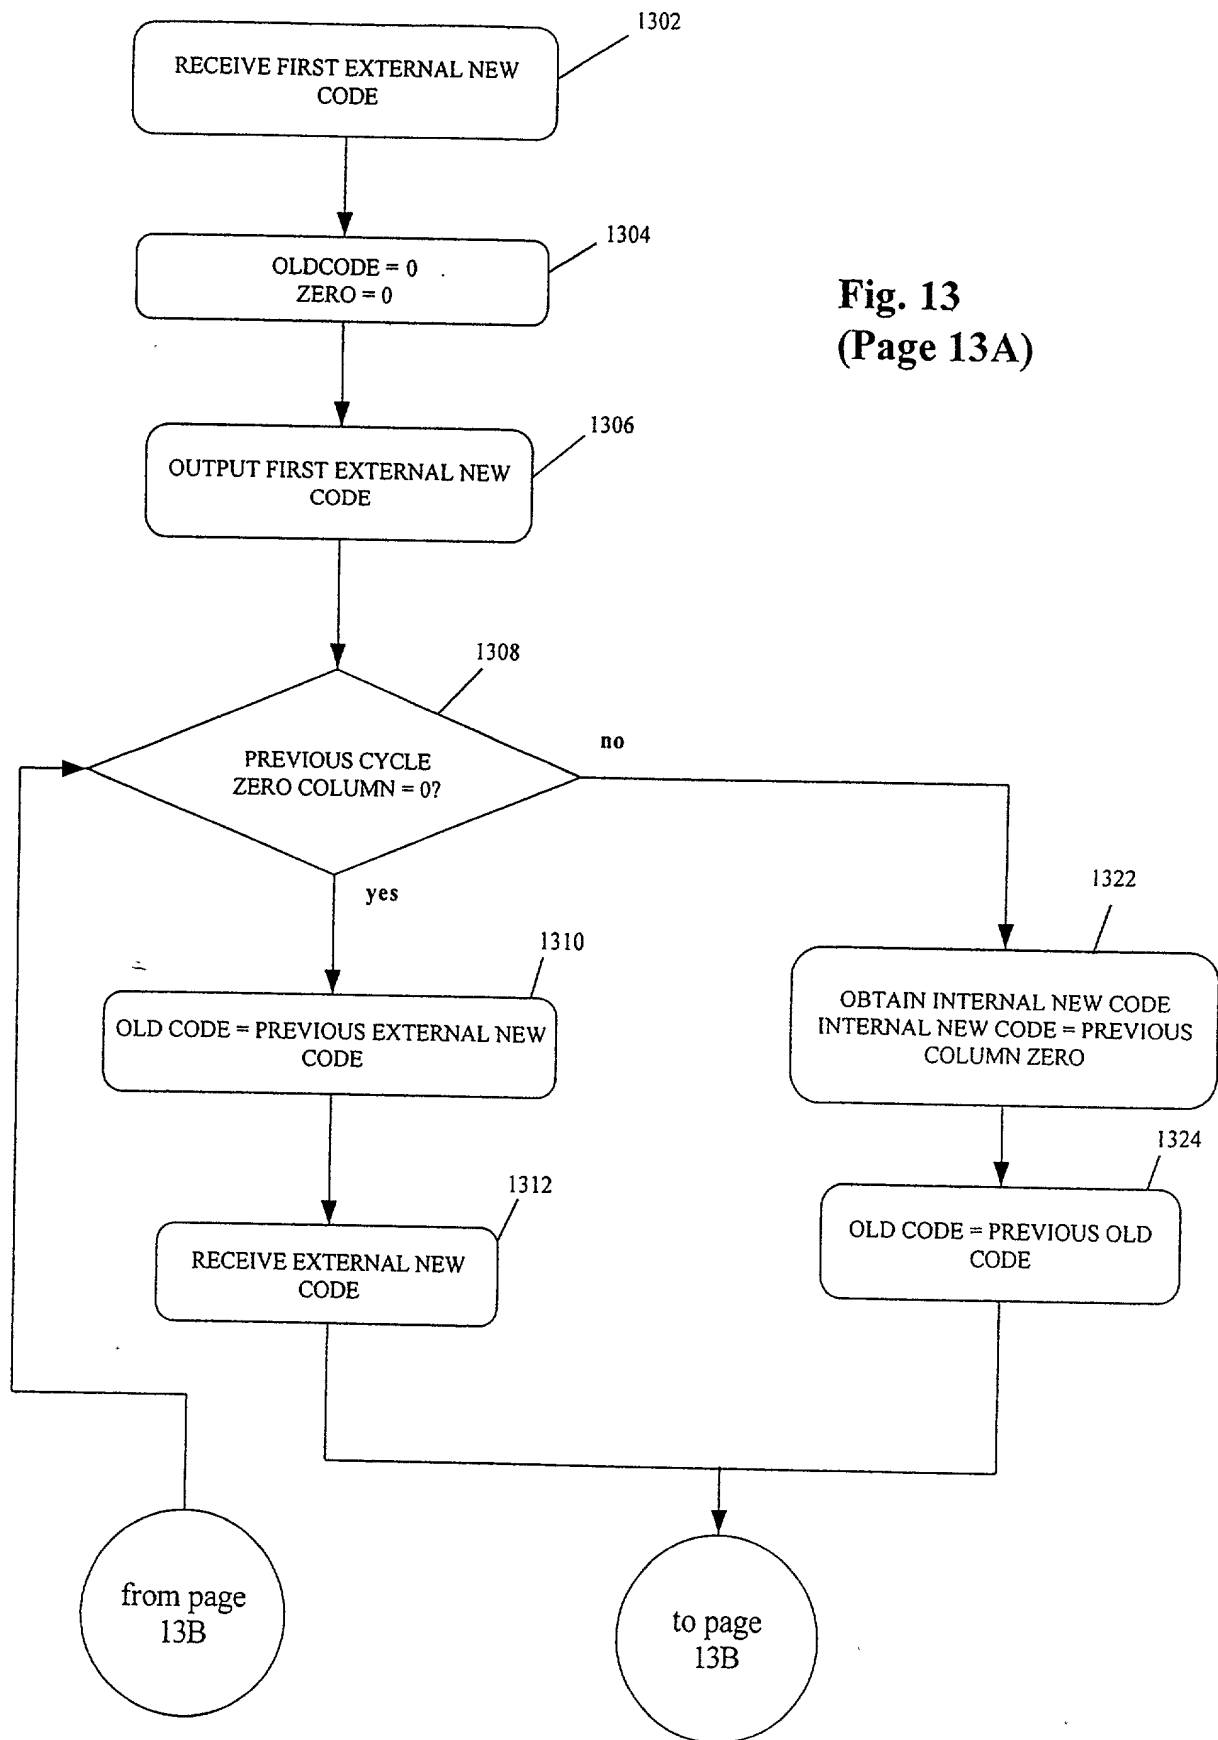 1302
RECEIVE FIRST EXTERNAL NEW
CODE
1304
OLDCODE = 0
ZERO = 0
Fig. 13
(Page 13A)
1306
OUTPUT FIRST EXTERNAL NEW
CODE
1308
PREVIOUS CYCLE
ZERO COLUMN = 0?
no
yes
1310
OLD CODE = PREVIOUS EXTERNAL NEW
CODE
1322
OBTAIN INTERNAL NEW CODE
INTERNAL NEW CODE = PREVIOUS
COLUMN ZERO
1312
RECEIVE EXTERNAL NEW
CODE
1324
OLD CODE = PREVIOUS OLD
CODE
from page
13B
to page
13B